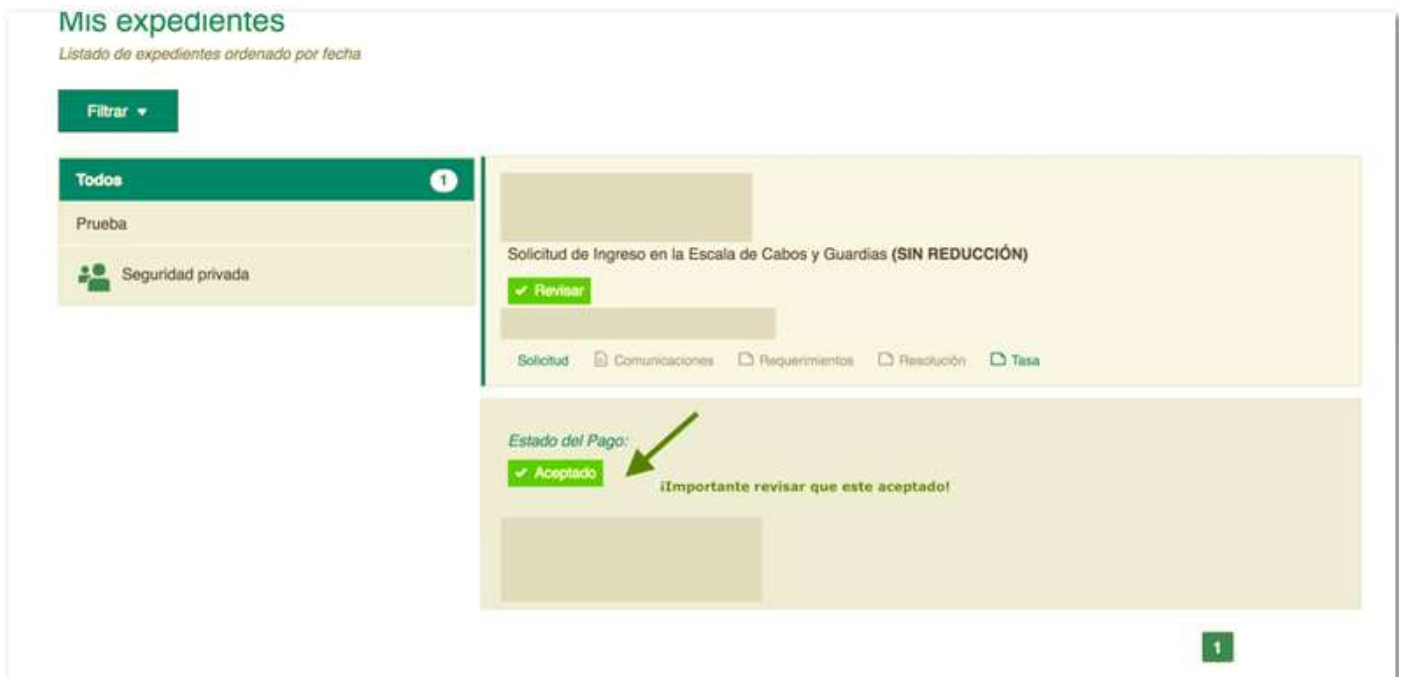 Mis expedientes
Listado de expedientes ordenado por fecha
Filtrar
Todos 1
Prueba
Seguridad privada
Solicitud de Ingreso en la Escala de Cabos y Guardias (SIN REDUCCIÓN)
Revisar
Solicitud Comunicaciones Requerimientos Resolución Tasa
Estado del Pago:
Aceptado
¡Importante revisar que este aceptado!
1